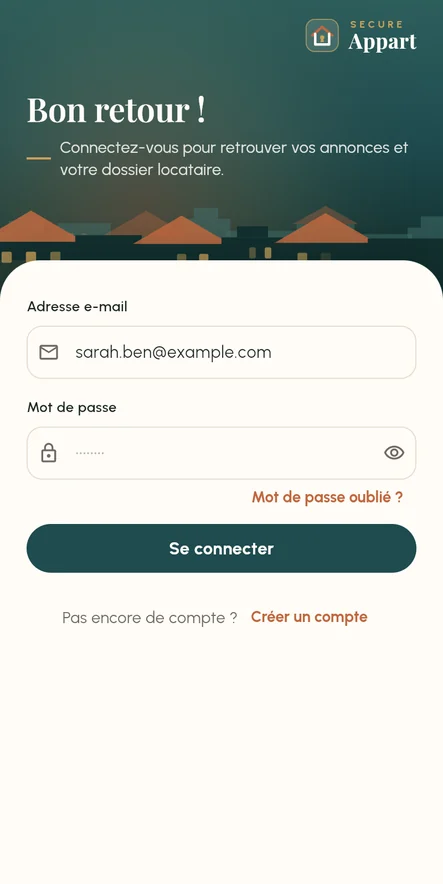 SECURE
Appart
Bon retour !
Connectez-vous pour retrouver vos annonces et
votre dossier locataire.
Adresse e-mail
sarah.ben@example.com
Mot de passe
········
Mot de passe oublié ?
Se connecter
Pas encore de compte ? Créer un compte